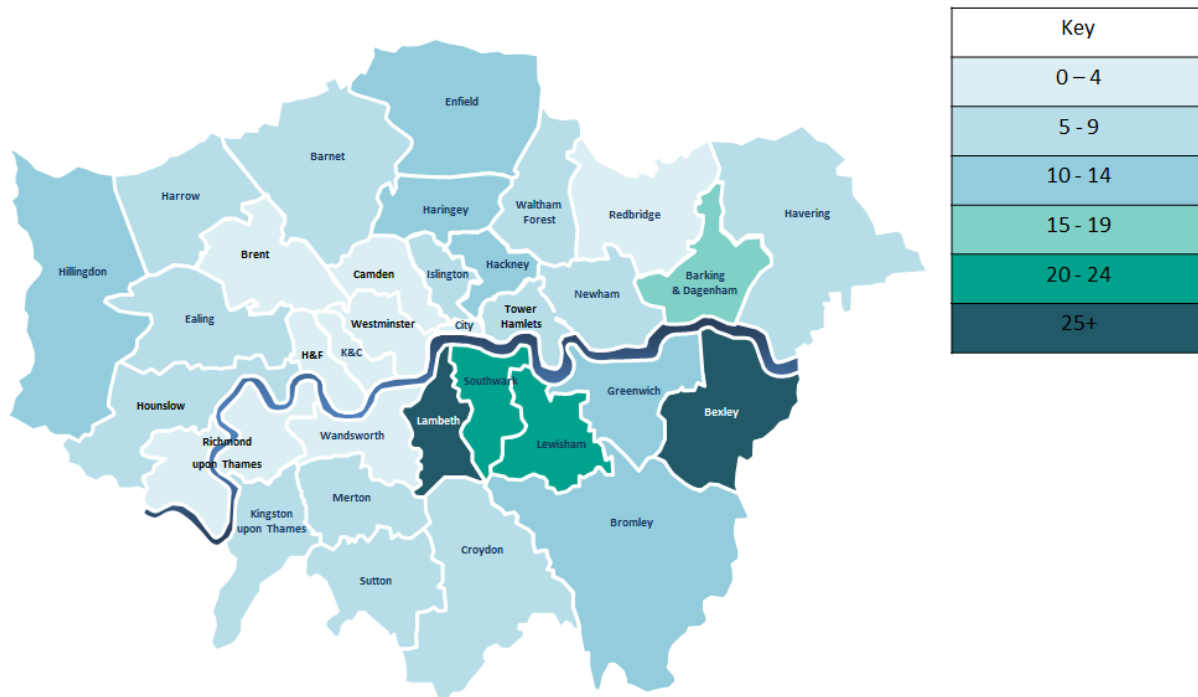 Key
0 – 4
5 - 9
10 - 14
15 - 19
20 - 24
25+
Enfield
Barnet
Harrow
Haringey
Waltham
Forest
Redbridge
Havering
Hillingdon
Brent
Camden
Islington
Hackney
Barking
& Dagenham
Newham
Ealing
Westminster
City
Tower
Hamlets
H&F
K&C
Hounslow
Southwark
Greenwich
Bexley
Lambeth
Lewisham
Richmond
upon Thames
Wandsworth
Merton
Kingston
upon Thames
Bromley
Croydon
Sutton